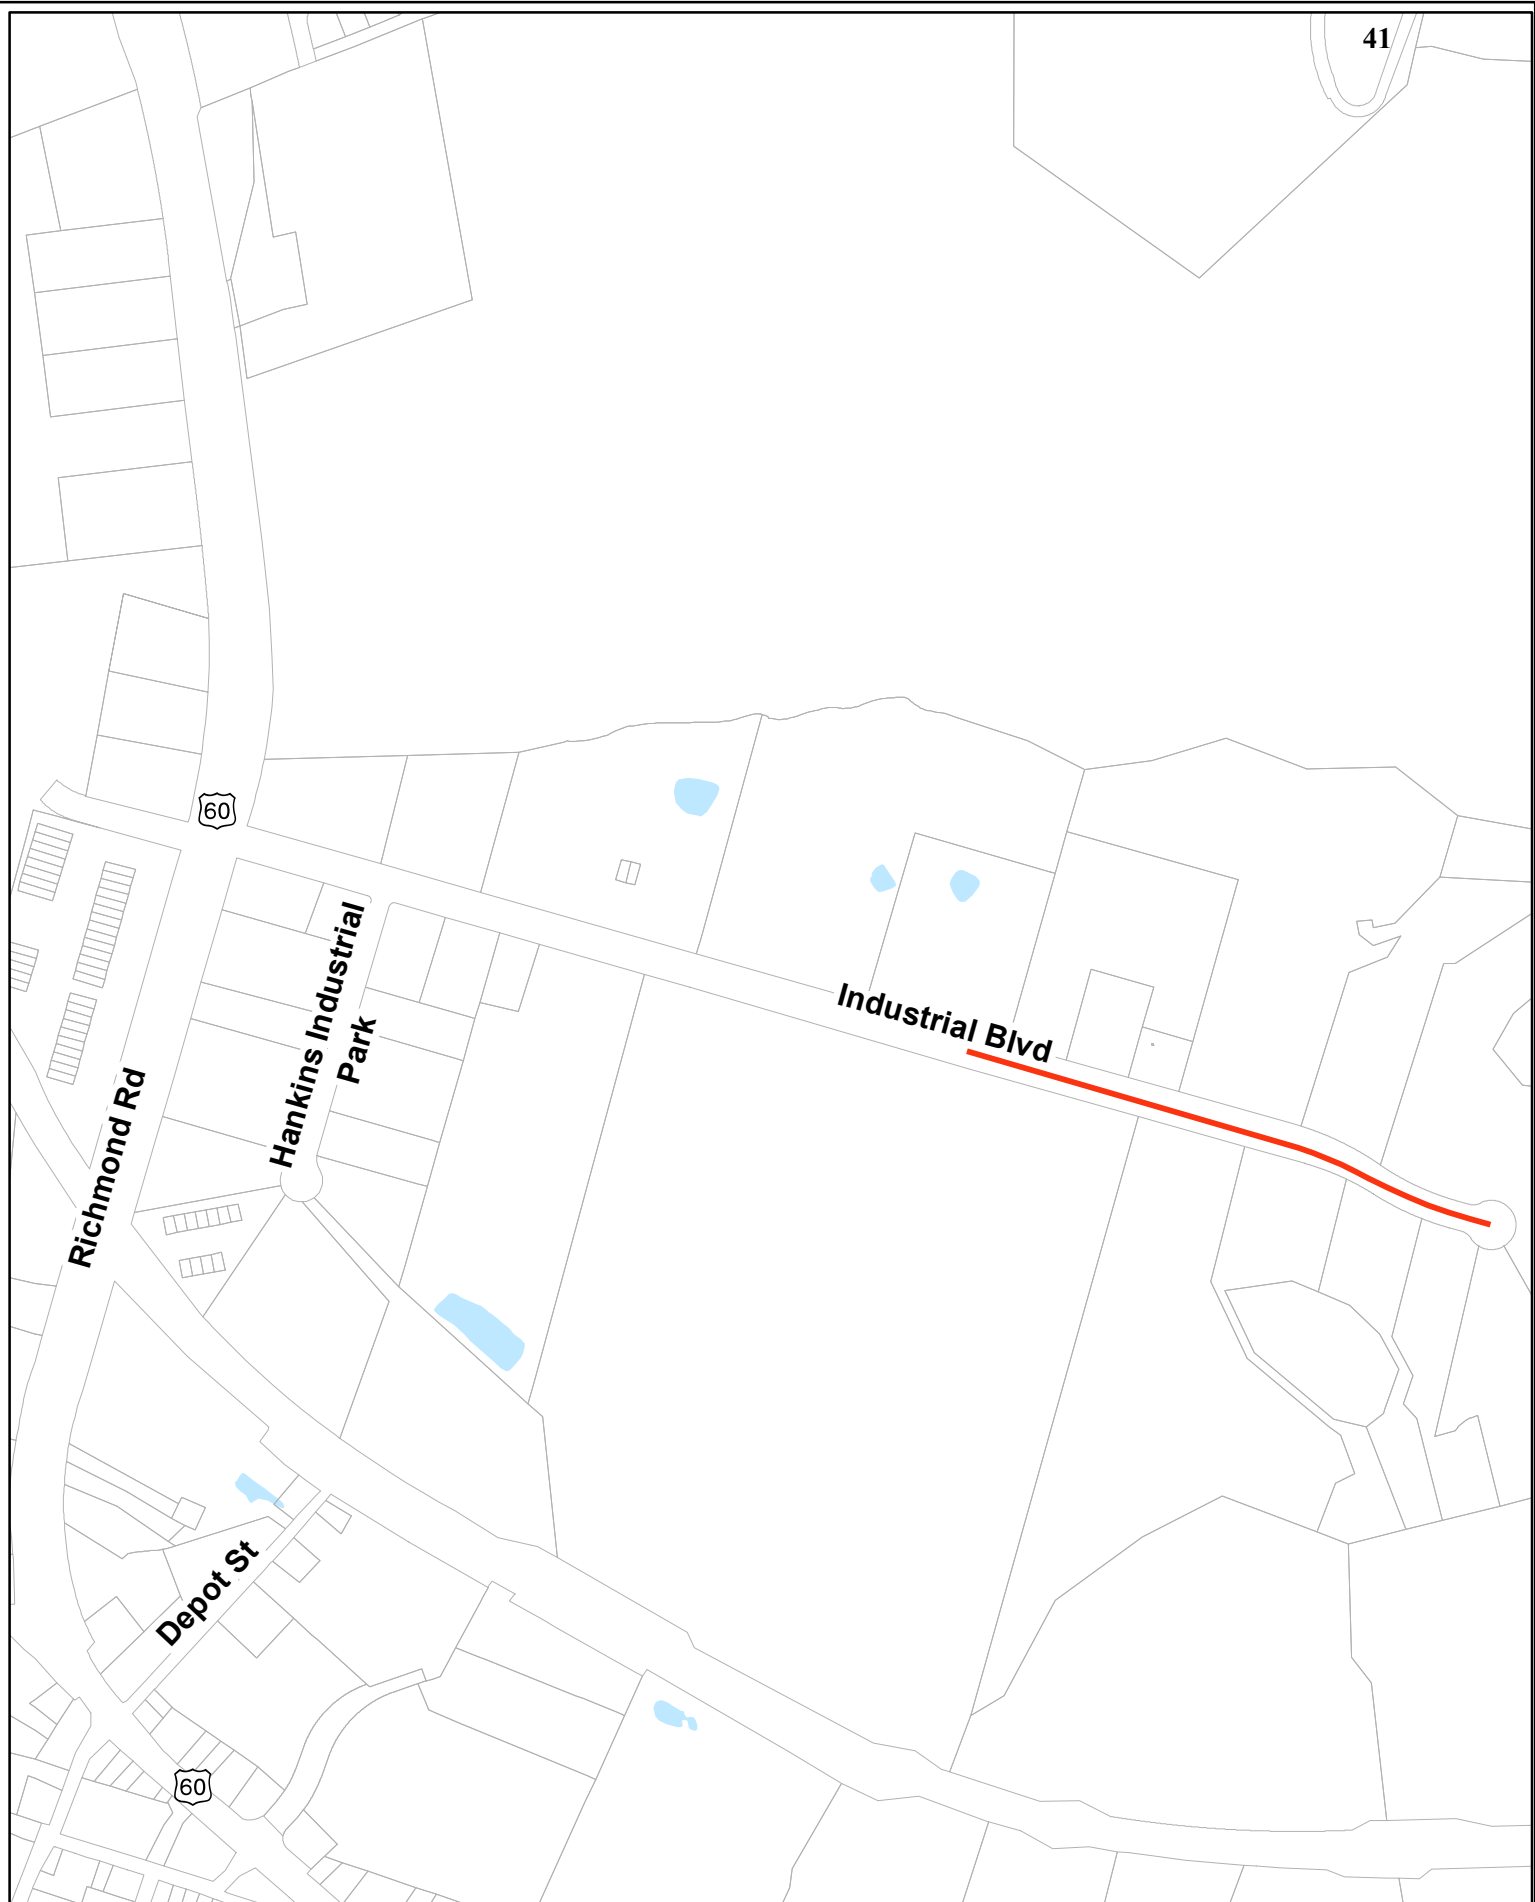 41
60
Industrial Blvd
Hankins Industrial
Park
Richmond Rd
Depot St
60